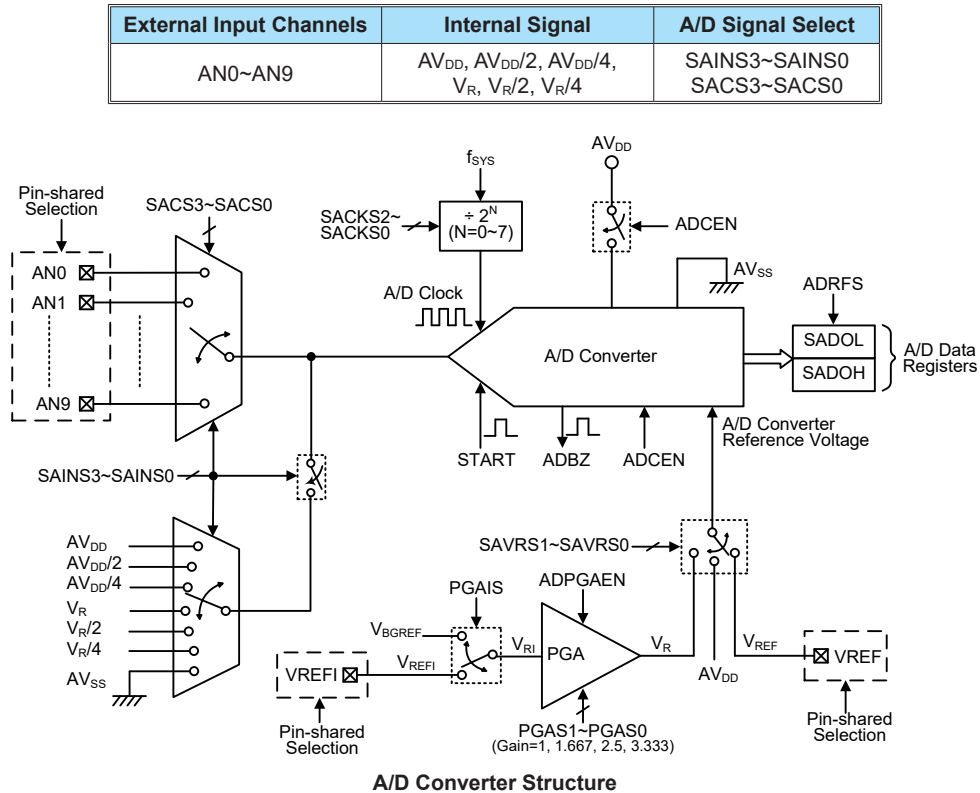 External Input Channels Internal Signal A/D Signal Select
AN0~AN9
AVDD, AVDD/2, AVDD/4,
VR, VR/2, VR/4
SAINS3~SAINS0
SACS3~SACS0
Pin-shared
Selection
SACS3~SACS0
fSYS
AVDD
SACKS2~
SACKS0
÷ 2N
(N=0~7)
ADCEN
AN0
AN1
AN9
A/D Clock
AVSS
ADRFS
A/D Converter
SADOL
SADOH
A/D Data
Registers
START
ADBZ
ADCEN
A/D Converter
Reference Voltage
SAINS3~SAINS0
AVDD
AVDD/2
AVDD/4
VR
VR/2
VR/4
AVSS
SAVRS1~SAVRS0
PGAIS
ADPGAEN
VBGREF
VREFI
VREFI
VRI
PGA
VR
AVDD
VREF
VREF
Pin-shared
Selection
PGAS1~PGAS0
(Gain=1, 1.667, 2.5, 3.333)
Pin-shared
Selection
A/D Converter Structure